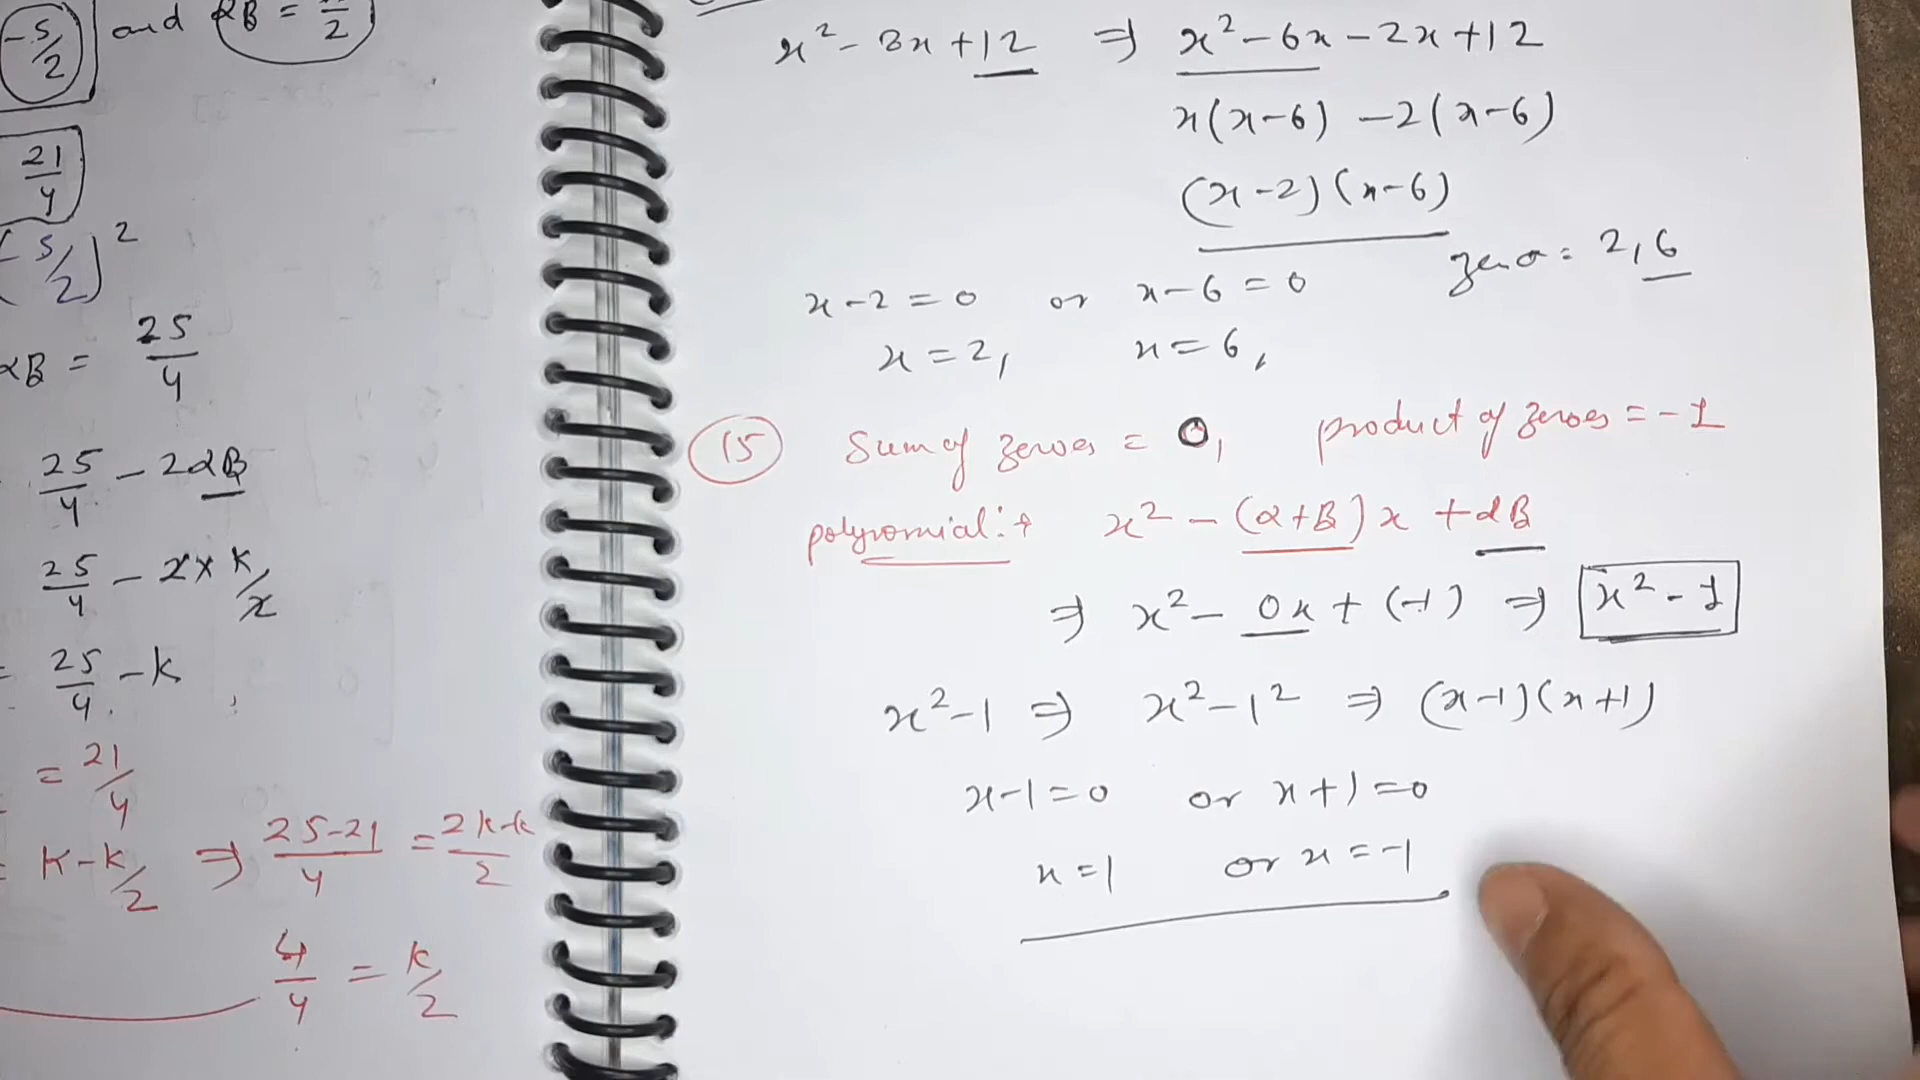 -5/2 and αβ = /2
21/4
(-5/2)²
αβ = 25/4
25/4 - 2αβ
25/4 - 2 × k/2
= 25/4 - k
= 21/4
= k - k/2 ⇒ 25-21/4 = 2k-k/2
4/4 = k/2
x² - 8x + 12 ⇒ x² - 6x - 2x + 12
x(x-6) - 2(x-6)
(x-2)(x-6)
zero = 2, 6
x-2 = 0 or x-6 = 0
x = 2, x = 6,
(15) Sum of zeroes = 0, product of zeroes = -1
polynomial:→ x² - (α+β)x + αβ
⇒ x² - 0x + (-1) ⇒ x² - 1
x²-1 ⇒ x²-1² ⇒ (x-1)(x+1)
x-1=0 or x+1=0
x=1 or x=-1